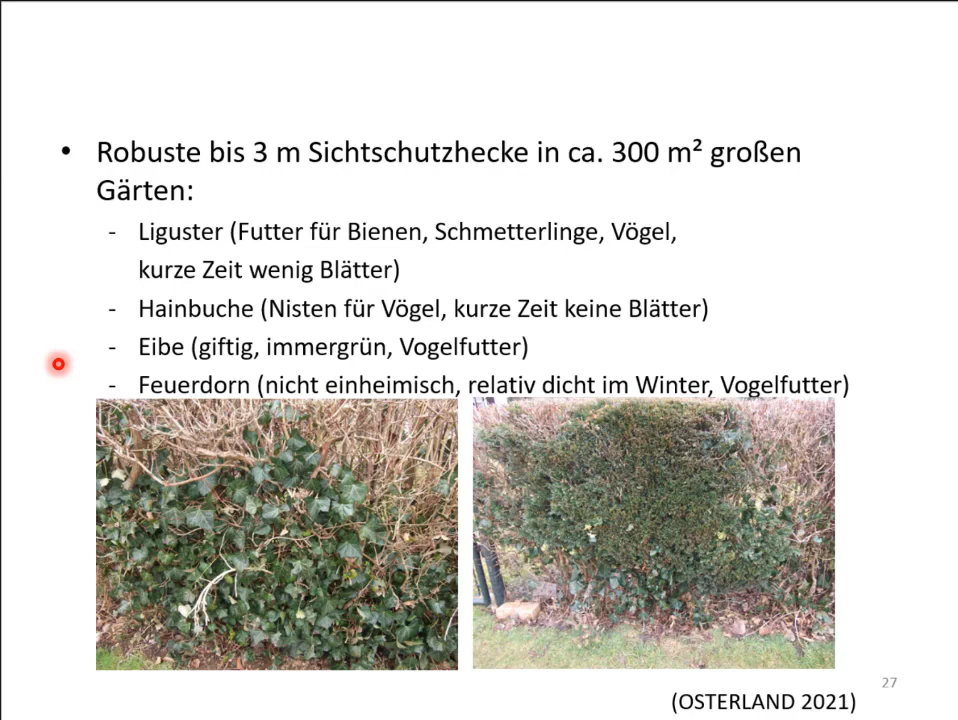 • Robuste bis 3 m Sichtschutzhecke in ca. 300 m² großen
Gärten:
- Liguster (Futter für Bienen, Schmetterlinge, Vögel,
kurze Zeit wenig Blätter)
- Hainbuche (Nisten für Vögel, kurze Zeit keine Blätter)
- Eibe (giftig, immergrün, Vogelfutter)
- Feuerdorn (nicht einheimisch, relativ dicht im Winter, Vogelfutter)
27
(OSTERLAND 2021)